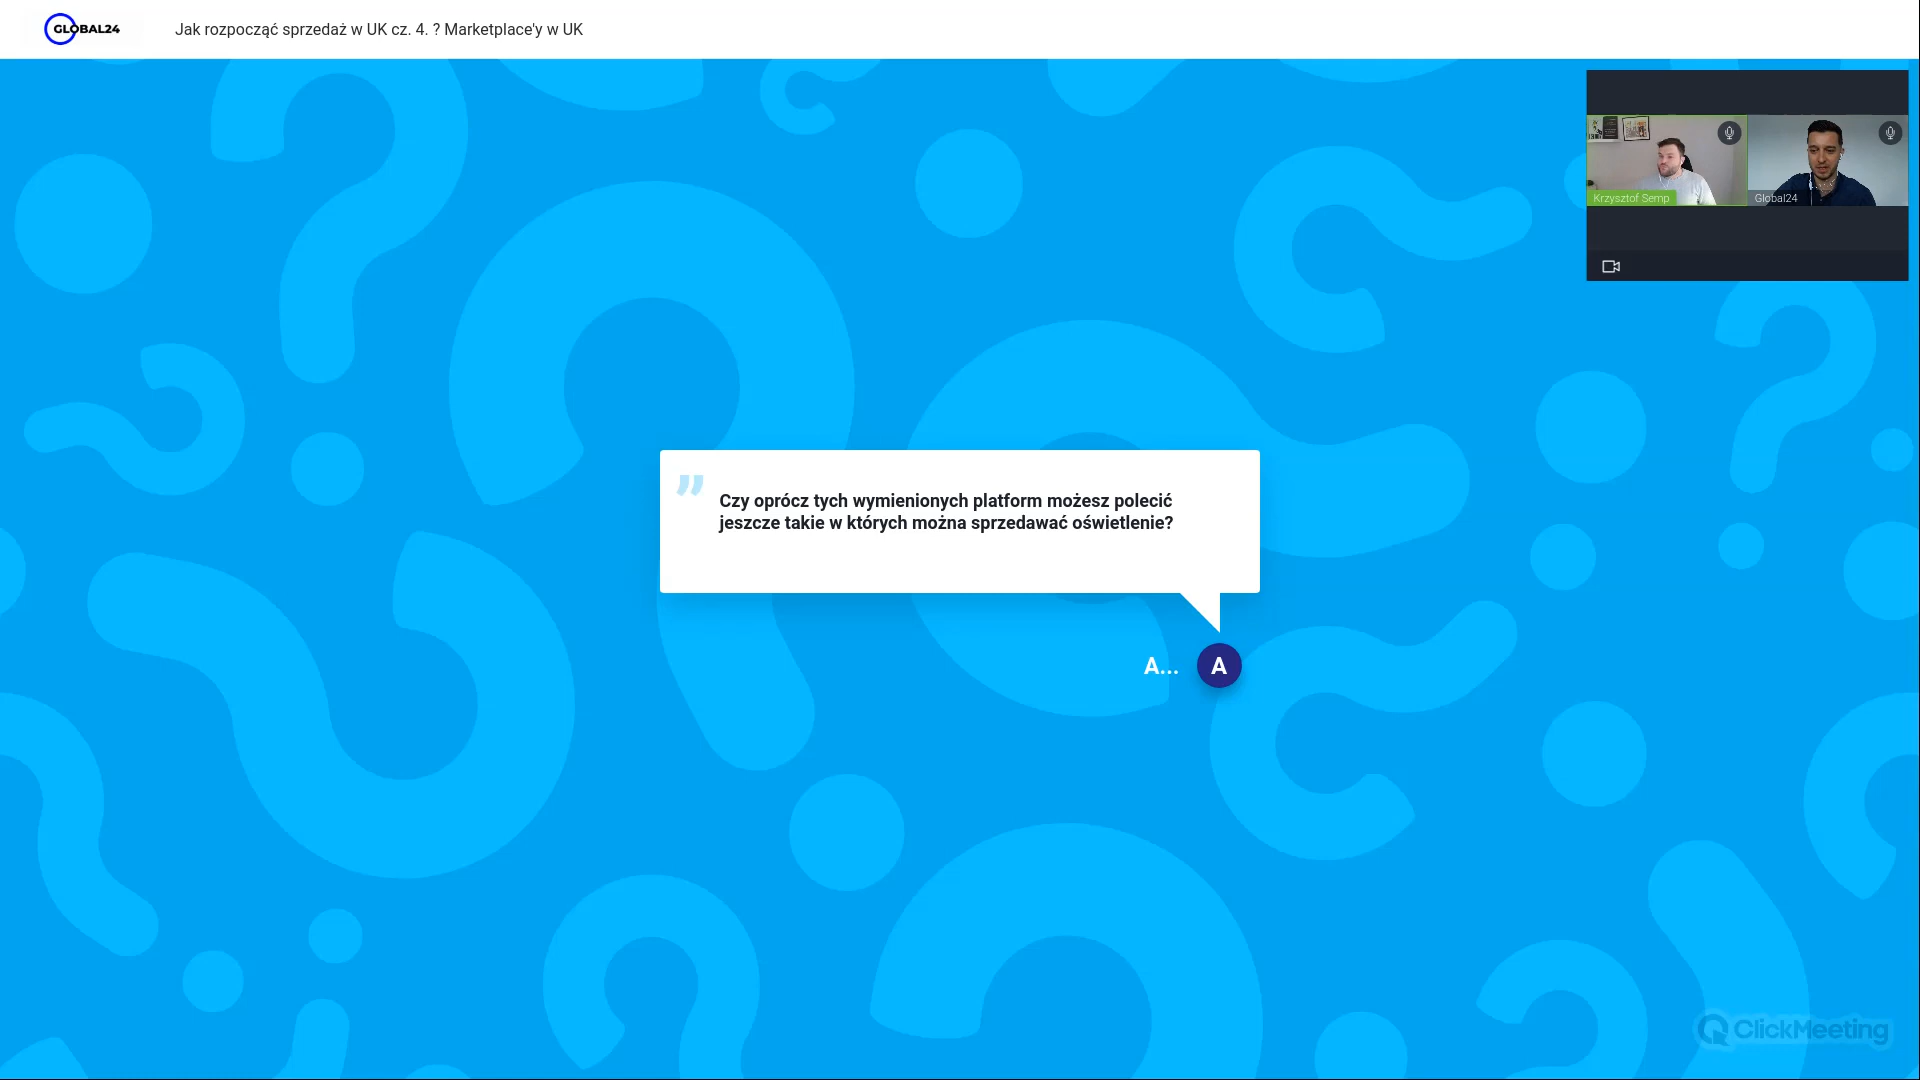 GLOBAL24
Jak rozpocząć sprzedaż w UK cz. 4. ? Marketplace'y w UK
Krzysztof Semp
Global24
Czy oprócz tych wymienionych platform możesz polecić
jeszcze takie w których można sprzedawać oświetlenie?
A...
A
ClickMeeting